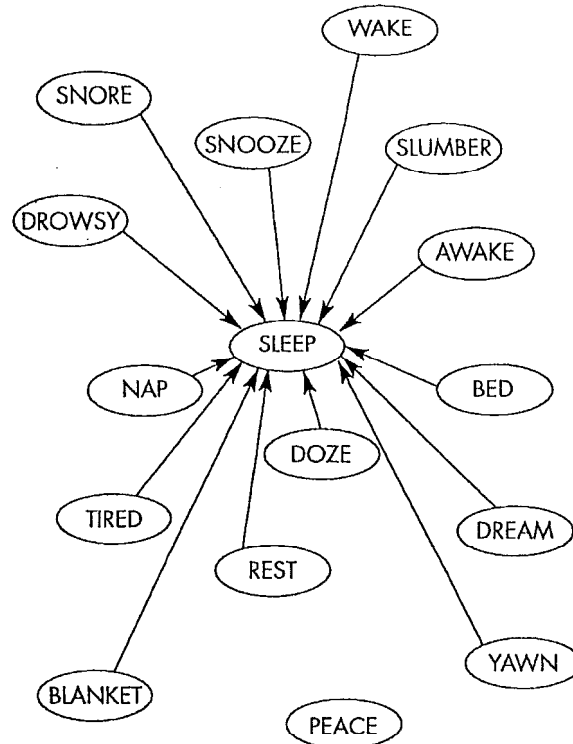 WAKE
SNORE
SNOOZE
SLUMBER
DROWSY
AWAKE
SLEEP
NAP
BED
DOZE
TIRED
DREAM
REST
YAWN
BLANKET
PEACE